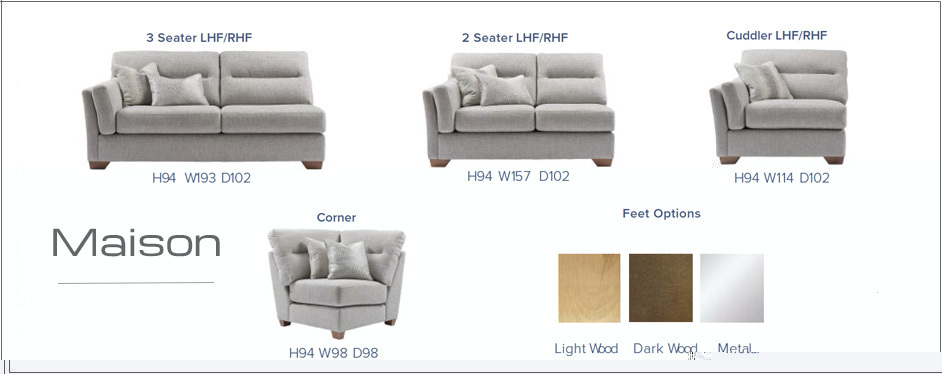 3 Seater LHF/RHF
2 Seater LHF/RHF
Cuddler LHF/RHF
H94 W193 D102
H94 W157 D102
H94 W114 D102
Maison
Corner
Feet Options
H94 W98 D98
Light Wood
Dark Wood
Metal